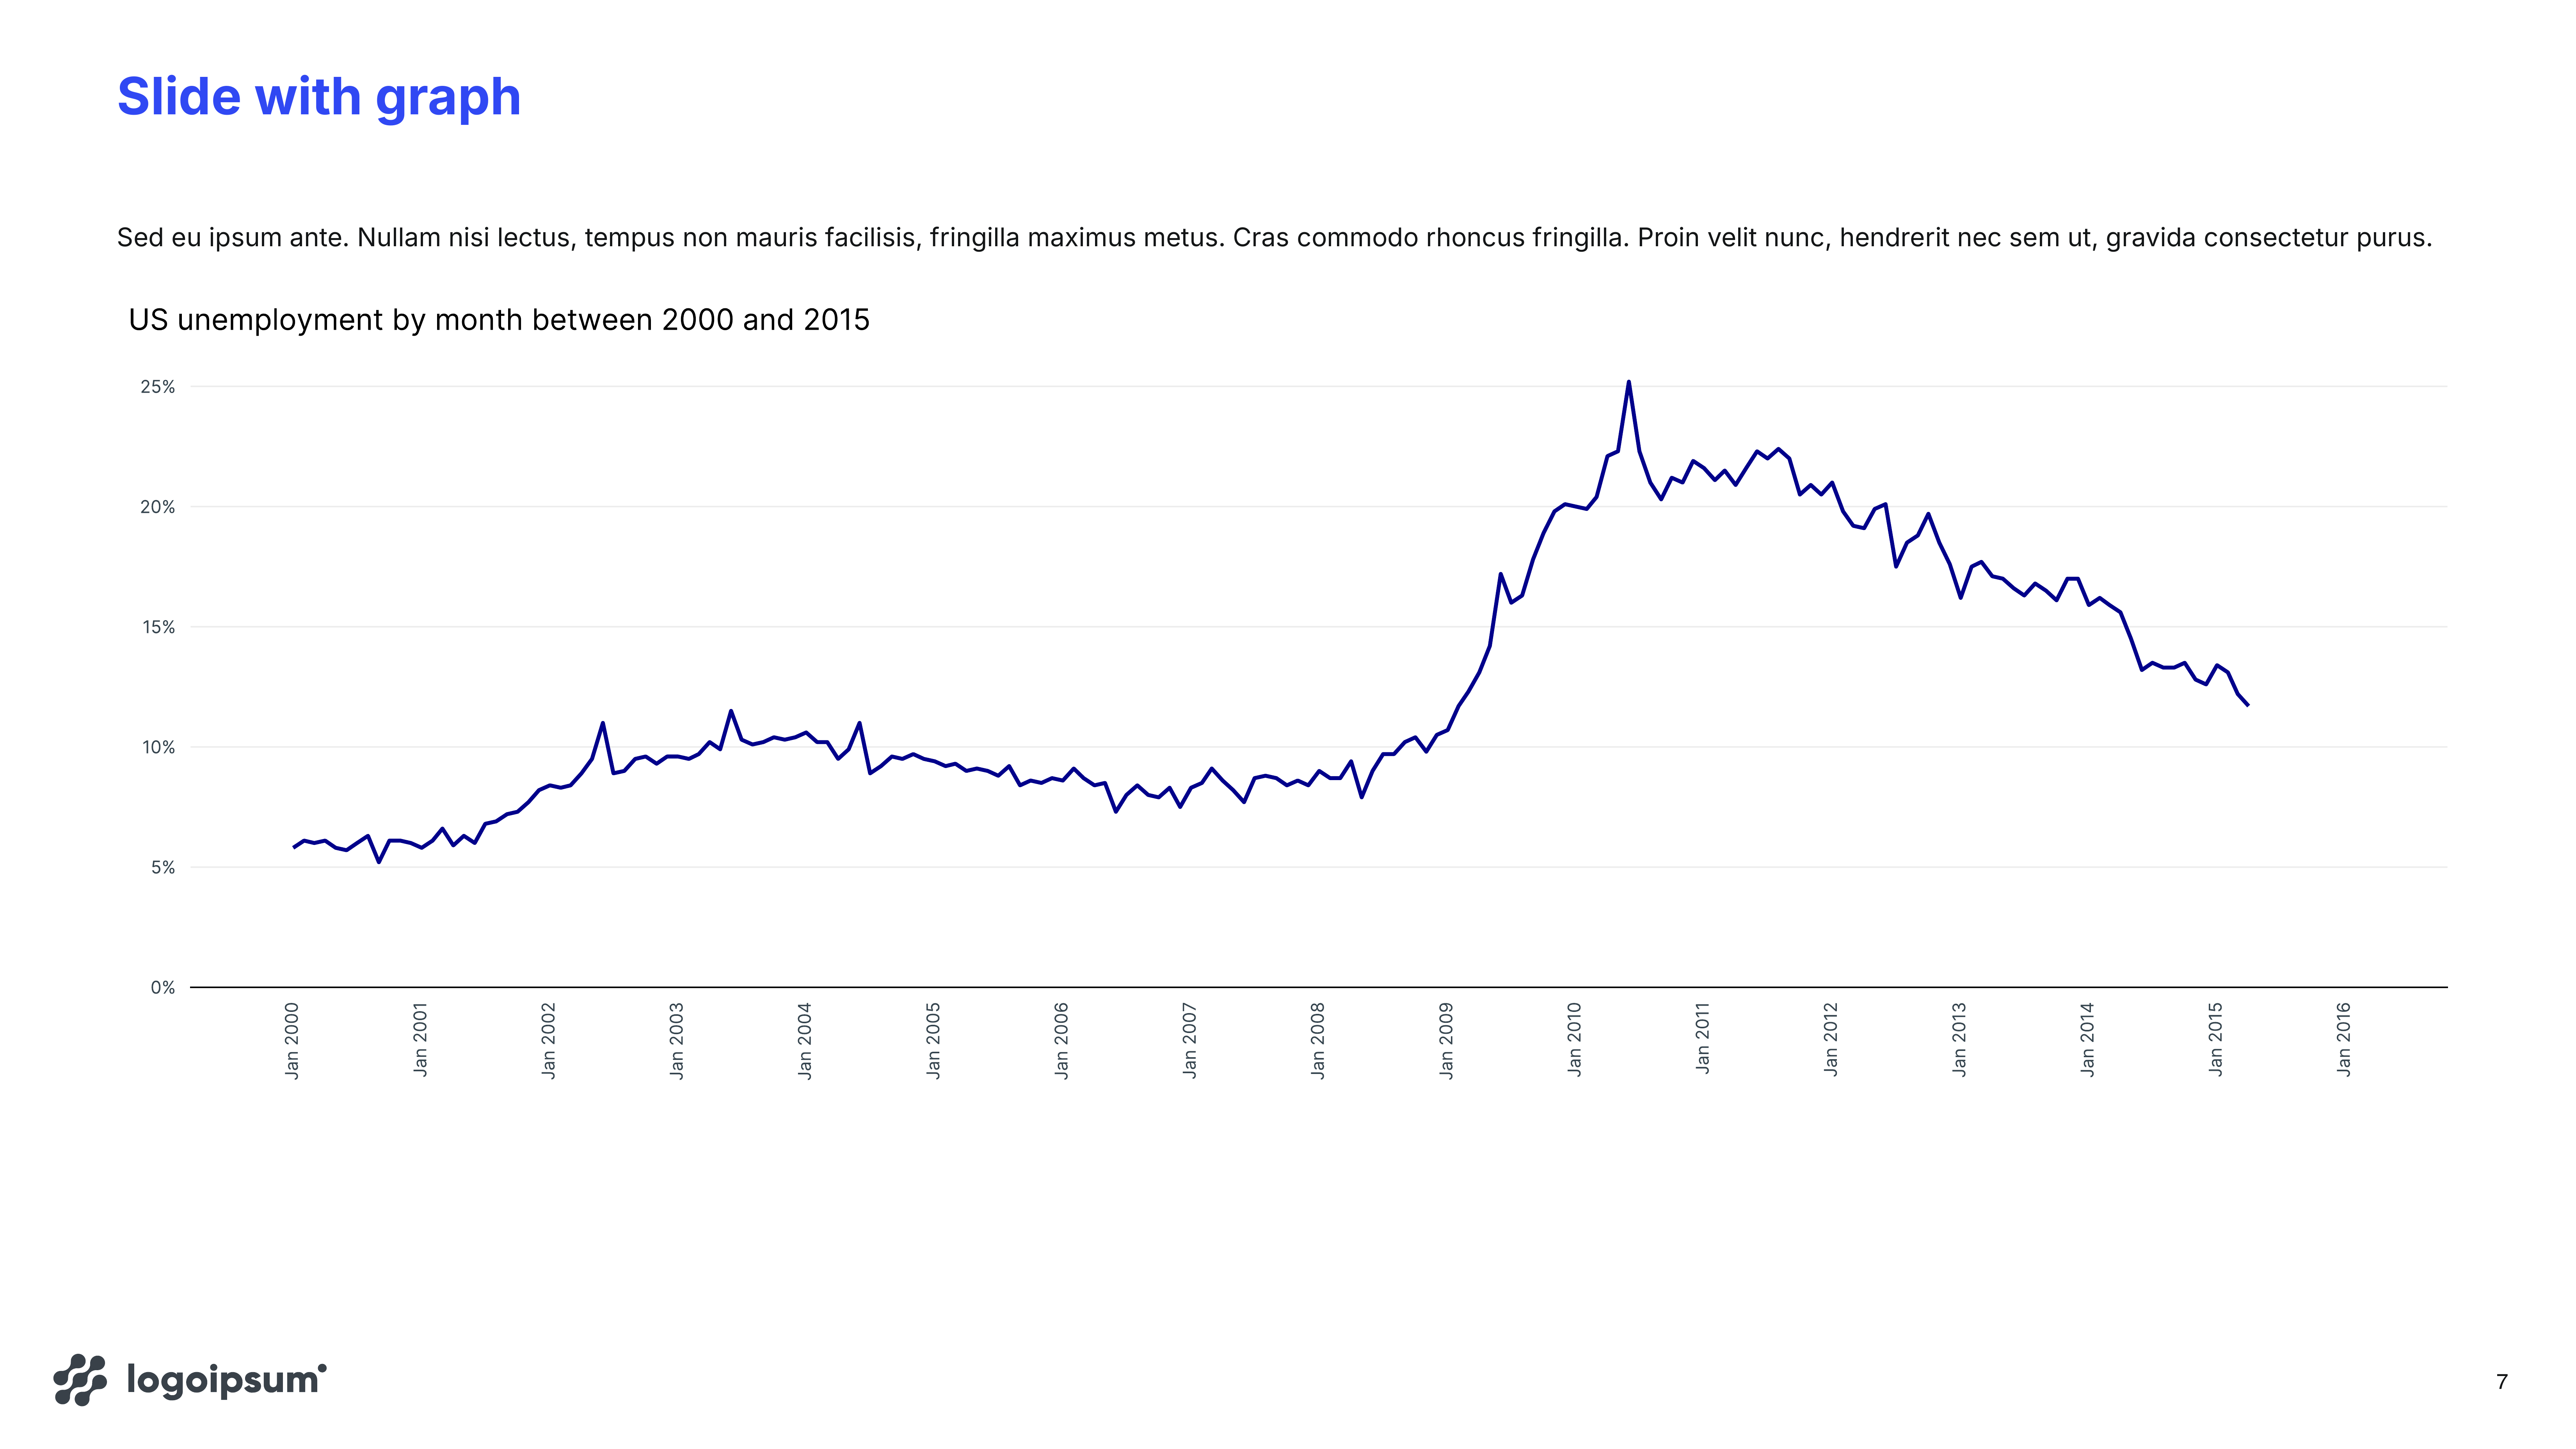 Slide with graph
Sed eu ipsum ante. Nullam nisi lectus, tempus non mauris facilisis, fringilla maximus metus. Cras commodo rhoncus fringilla. Proin velit nunc, hendrerit nec sem ut, gravida consectetur purus.
US unemployment by month between 2000 and 2015
25%
20%
15%
10%
5%
0%
Jan 2000
Jan 2001
Jan 2002
Jan 2003
Jan 2004
Jan 2005
Jan 2006
Jan 2007
Jan 2008
Jan 2009
Jan 2010
Jan 2011
Jan 2012
Jan 2013
Jan 2014
Jan 2015
Jan 2016
logoipsum
7